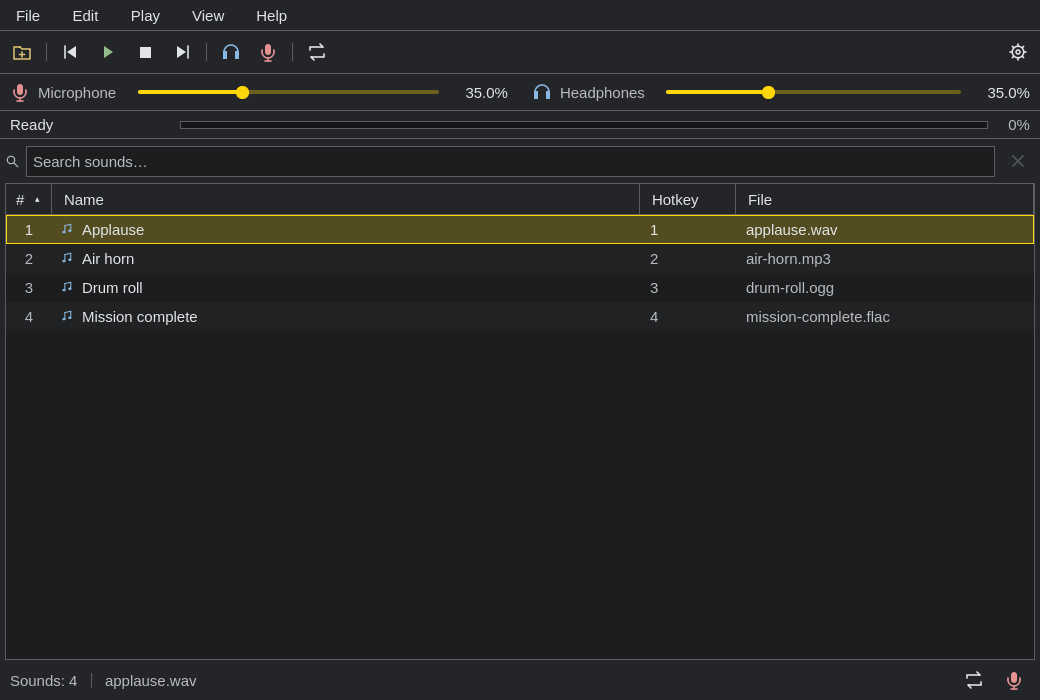 File Edit Play View Help
Microphone 35.0% Headphones 35.0%
Ready 0%
Search sounds…
# Name Hotkey File
1 Applause 1 applause.wav
2 Air horn 2 air-horn.mp3
3 Drum roll 3 drum-roll.ogg
4 Mission complete 4 mission-complete.flac
Sounds: 4 applause.wav